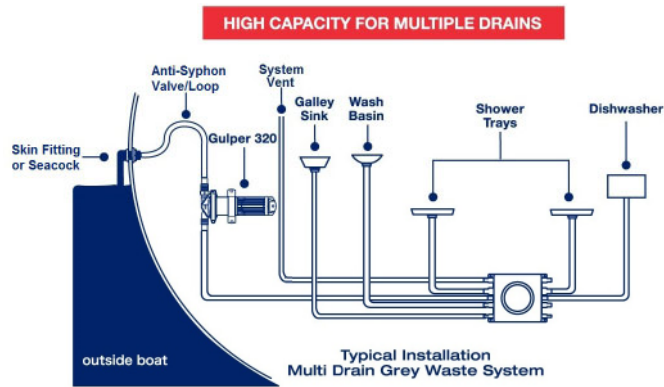 HIGH CAPACITY FOR MULTIPLE DRAINS
Anti-Syphon
Valve/Loop
System
Vent
Galley
Sink
Wash
Basin
Shower
Trays
Dishwasher
Skin Fitting
or Seacock
Gulper 320
outside boat
Typical Installation
Multi Drain Grey Waste System